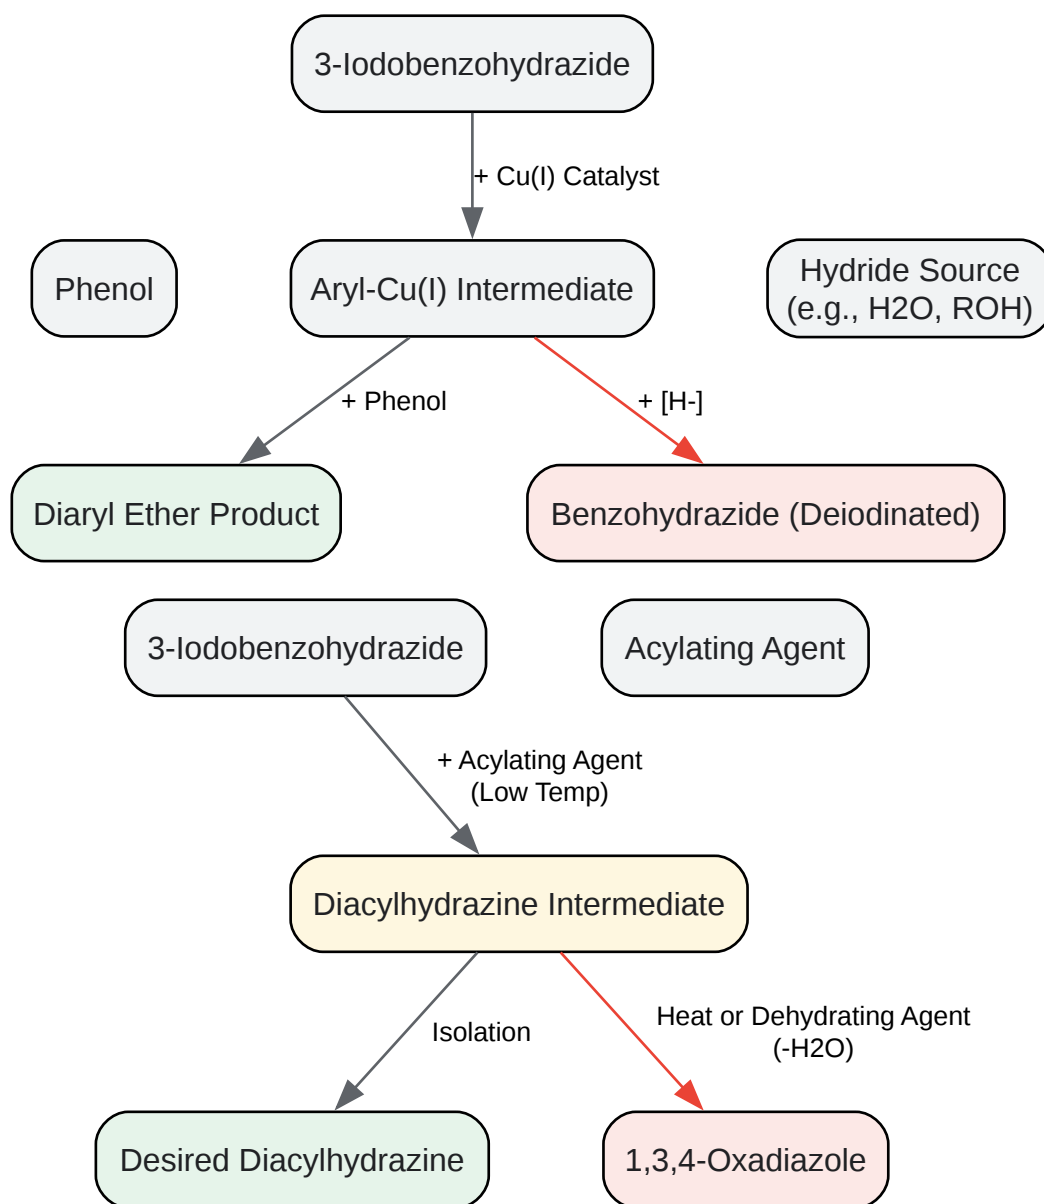 3-Iodobenzohydrazide
+ Cu(I) Catalyst
Phenol
Aryl-Cu(I) Intermediate
Hydride Source
(e.g., H2O, ROH)
+ Phenol
+ [H-]
Diaryl Ether Product
Benzohydrazide (Deiodinated)
3-Iodobenzohydrazide
Acylating Agent
+ Acylating Agent
(Low Temp)
Diacylhydrazine Intermediate
Isolation
Heat or Dehydrating Agent
(-H2O)
Desired Diacylhydrazine
1,3,4-Oxadiazole